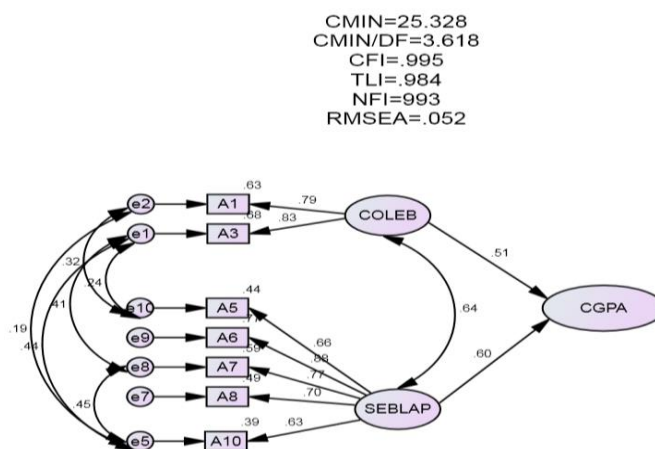 CMIN=25.328
CMIN/DF=3.618
CFI=.995
TLI=.984
NFI=993
RMSEA=.052
.63
e2 A1 .79 COLEB
.68
e1 A3 .83
.32
.24
.51
.44
e10 A5
.41
.64
CGPA
.77
e9 A6
.19
.66
.44
.59
.88
e8 A7
.77
.60
.49
e7 A8 .70
SEBLAP
.45
.39
.63
e5 A10